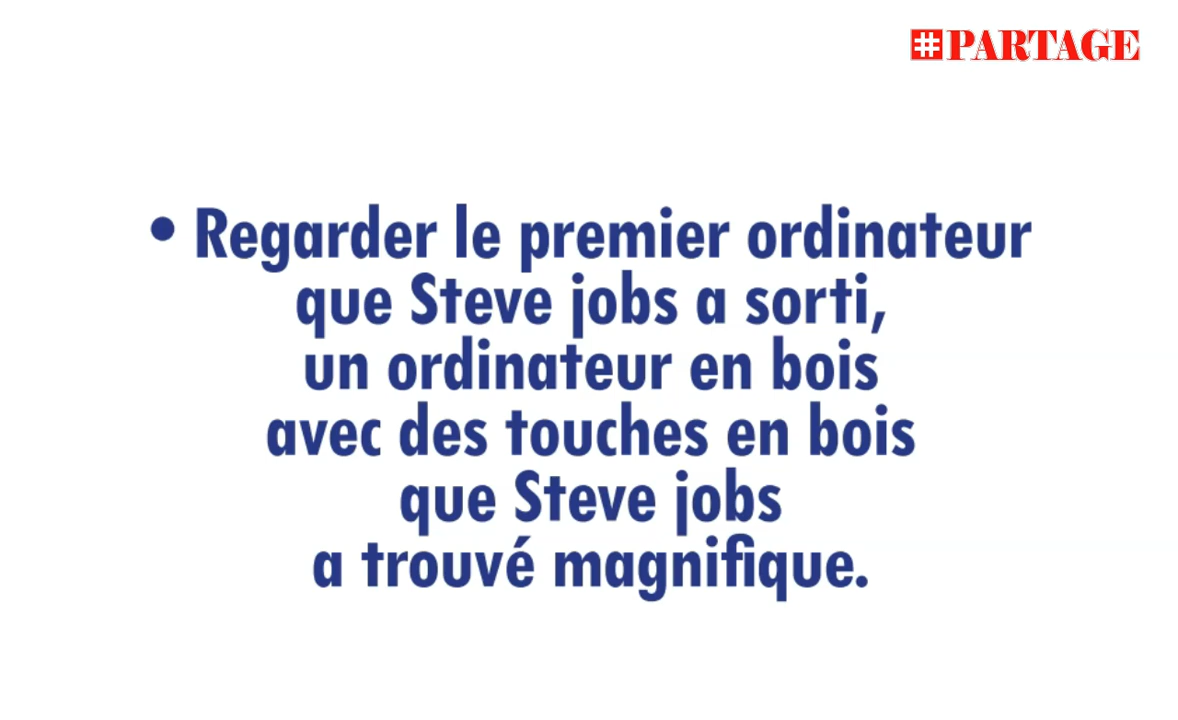 #PARTAGE
• Regarder le premier ordinateur
que Steve jobs a sorti,
un ordinateur en bois
avec des touches en bois
que Steve jobs
a trouvé magnifique.